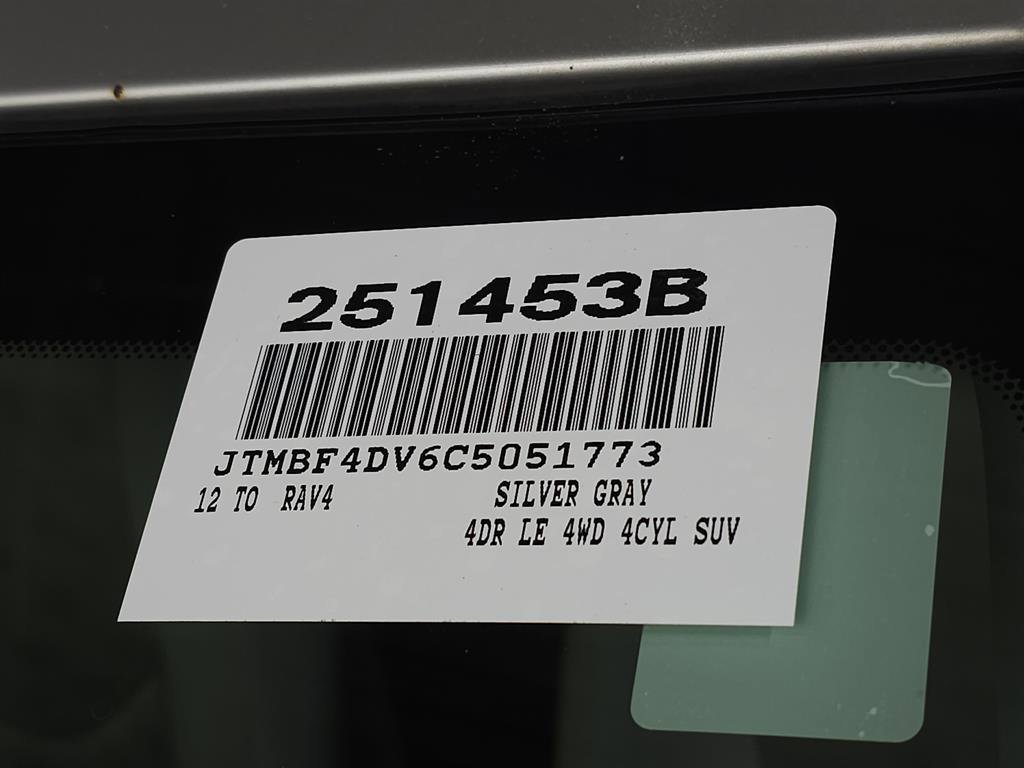 251453B
JTMBF4DV6C5051773
12 TO RAV4 SILVER GRAY
4DR LE 4WD 4CYL SUV